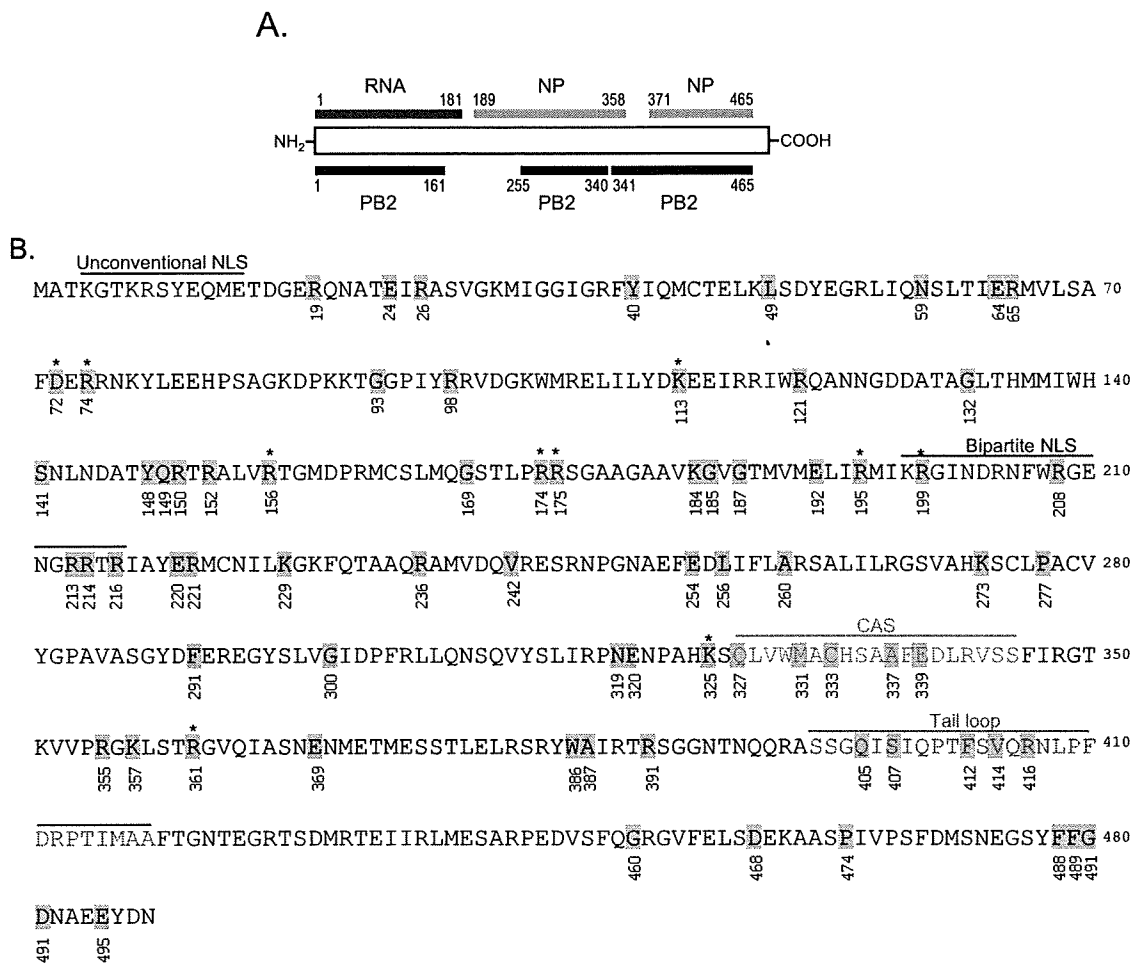 A.
RNA NP NP
1 181 189 358 371 465
NH2 COOH
1 161 255 340 341 465
PB2 PB2 PB2
B.
Unconventional NLS
MATKGTKRSYEQMETDGERQNATEIRASVGKMIGGIGRFYIQMCTELKLSDYEGRLIQNSLTIERMVLSA 70
19 24 26 40 49 59 64 65
* * *
FDERRNKYLEEHPSAGKDPKKTGGPIYRRVDGKWMRELILYDKEEIRRIWRQANNGDDATAGLTHMMIWH 140
72 74 93 98 113 121 132
* * * * * Bipartite NLS
SNLNDATYQRTRALVRTGMDPRMCSLMQGSTLPRRSGAAGAAVKGVGTMVMELIRMIKRGINDRNFWRGE 210
141 148 149 150 152 156 169 174 175 184 185 187 192 195 199 208
NGRRTRIAYERMCNILKGKFQTAAQRAMVDQVRESRNPGNAEFEDLIFLARSALILRGSVAHKSCLPACV 280
213 214 216 220 221 229 236 242 254 256 260 273 277
* CAS
YGPAVASGYDFEREGYSLVGIDPFRLLQNSQVYSLIRPNENPAHKSQLVWMACHSAAFEDLRVSSFIRGT 350
291 300 319 320 325 327 331 333 337 339
* Tail loop
KVVPRGKLSTRGVQIASNENMETMESSTLELRSRYWAIRTRSGGNTNQQRASSGQISIQPTFSVQRNLPF 410
355 357 361 369 386 387 391 405 407 412 414 416
DRPTIMAAFTGNTEGRTSDMRTEIIRLMESARPEDVSFQGRGVFELSDEKAASPIVPSFDMSNEGSYFFG 480
460 468 474 488 489 491
DNAEEYDN
491 495